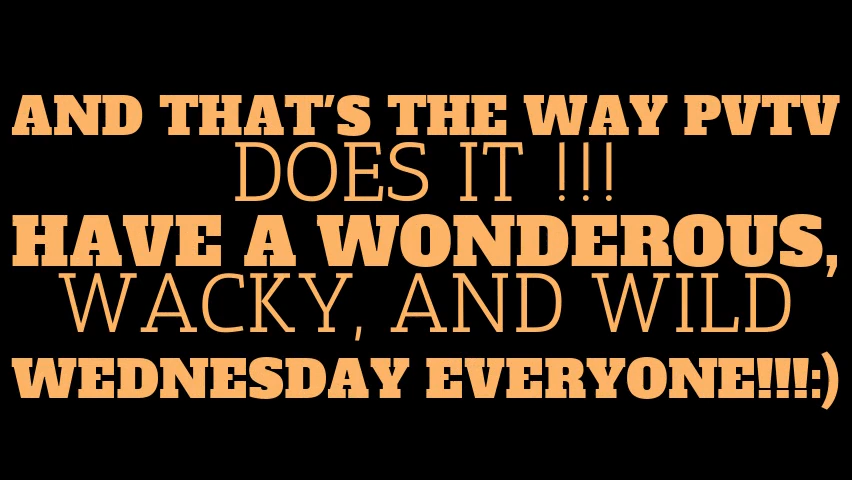 AND THAT'S THE WAY PVTV
DOES IT !!!
HAVE A WONDEROUS,
WACKY, AND WILD
WEDNESDAY EVERYONE!!!:)